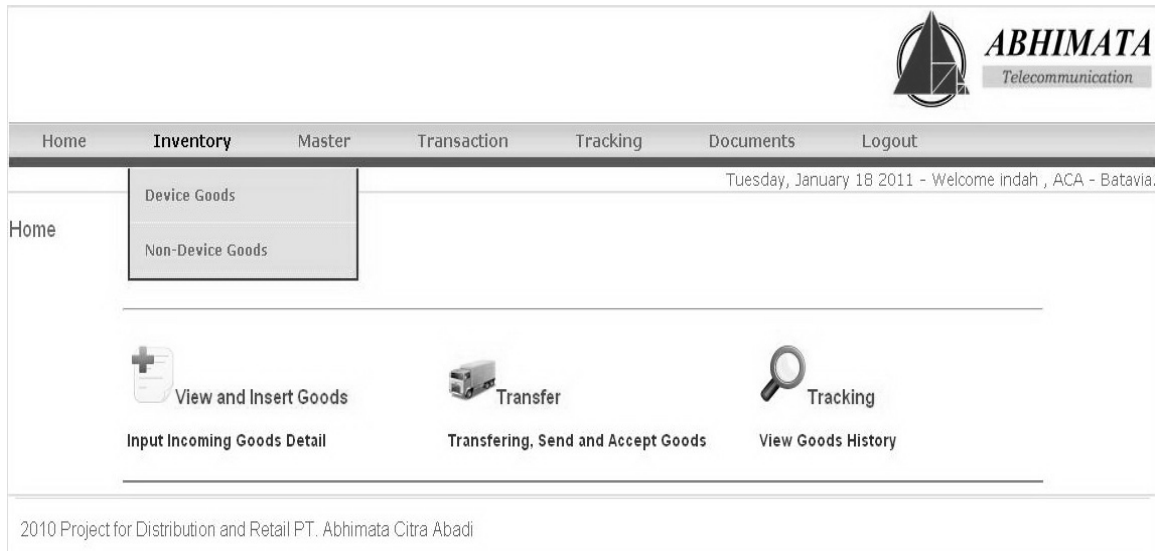 ABHIMATA
Telecommunication
Home Inventory Master Transaction Tracking Documents Logout
Tuesday, January 18 2011 - Welcome indah , ACA - Batavia.
Device Goods
Home
Non-Device Goods
View and Insert Goods Transfer Tracking
Input Incoming Goods Detail Transfering, Send and Accept Goods View Goods History
2010 Project for Distribution and Retail PT. Abhimata Citra Abadi